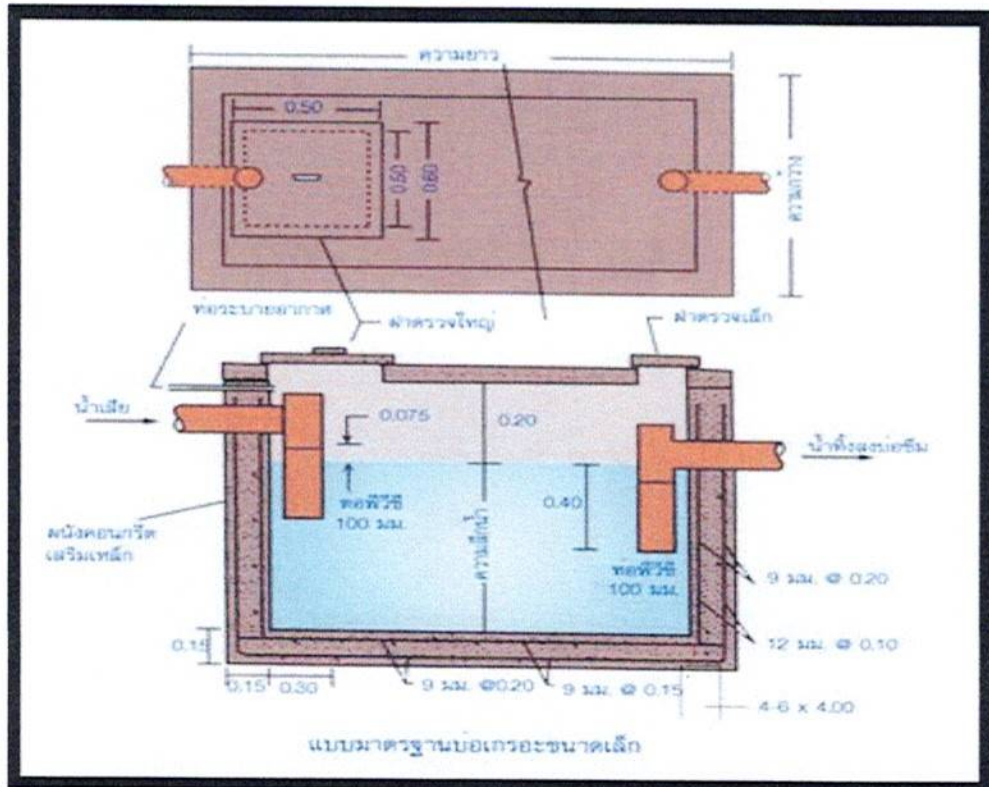 ความยาว
0.50
0.50
0.60
ความกว้าง
ท่อระบายอากาศ
ฝาตรวจใหญ่
ฝาตรวจเล็ก
น้ำเสีย
0.075
0.20
น้ำทิ้งลงบ่อซึม
ท่อพีวีซี
100 มม.
0.40
ความลึกน้ำ
ผนังคอนกรีต
เสริมเหล็ก
ท่อพีวีซี
100 มม.
9 มม. @ 0.20
12 มม. @ 0.10
0.15
0.15
0.30
9 มม. @0.20
9 มม. @ 0.15
4-6 x 4.00
แบบมาตรฐานบ่อเกรอะขนาดเล็ก